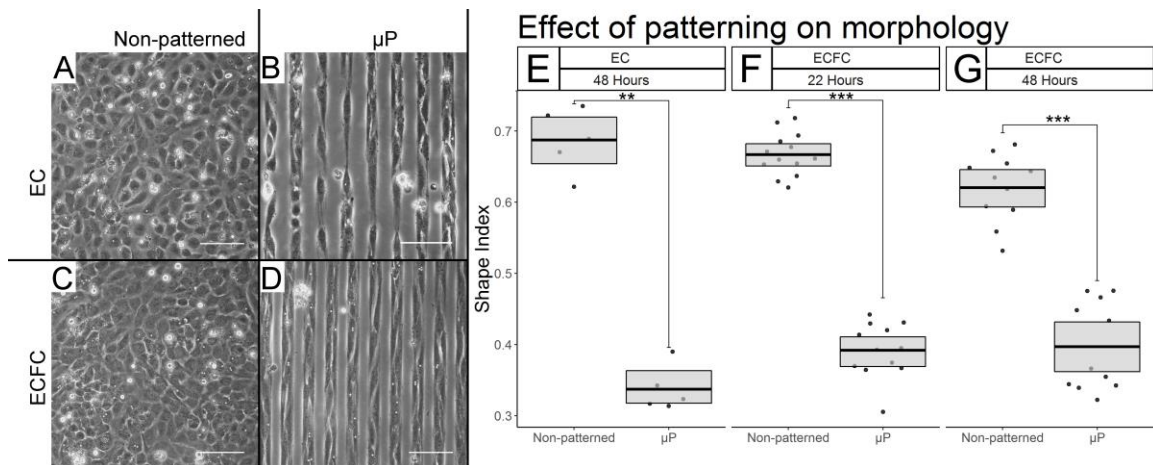 Non-patterned
µP
A
B
EC
C
D
ECFC
Effect of patterning on morphology
E
EC
48 Hours
F
ECFC
22 Hours
G
ECFC
48 Hours
**
***
***
Shape Index
0.7
0.6
0.5
0.4
0.3
Non-patterned
µP
Non-patterned
µP
Non-patterned
µP